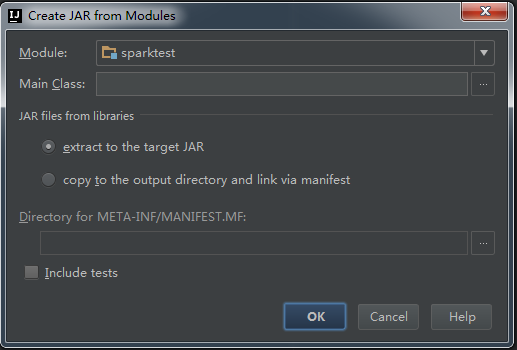 IJ Create JAR from Modules
Module: sparktest
Main Class: ...
JAR files from libraries
extract to the target JAR
copy to the output directory and link via manifest
Directory for META-INF/MANIFEST.MF:
...
Include tests
OK Cancel Help